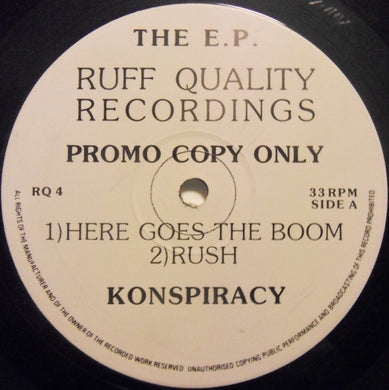 THE E.P.
RUFF QUALITY
RECORDINGS
PROMO COPY ONLY
RQ 4
33 RPM
SIDE A
1)HERE GOES THE BOOM
2)RUSH
KONSPIRACY
ALL RIGHTS OF THE MANUFACTURER AND OF THE OWNER OF THE RECORDED WORK RESERVED UNAUTHORISED COPYING PUBLIC PERFORMANCE AND BROADCASTING OF THIS RECORD PROHIBITED